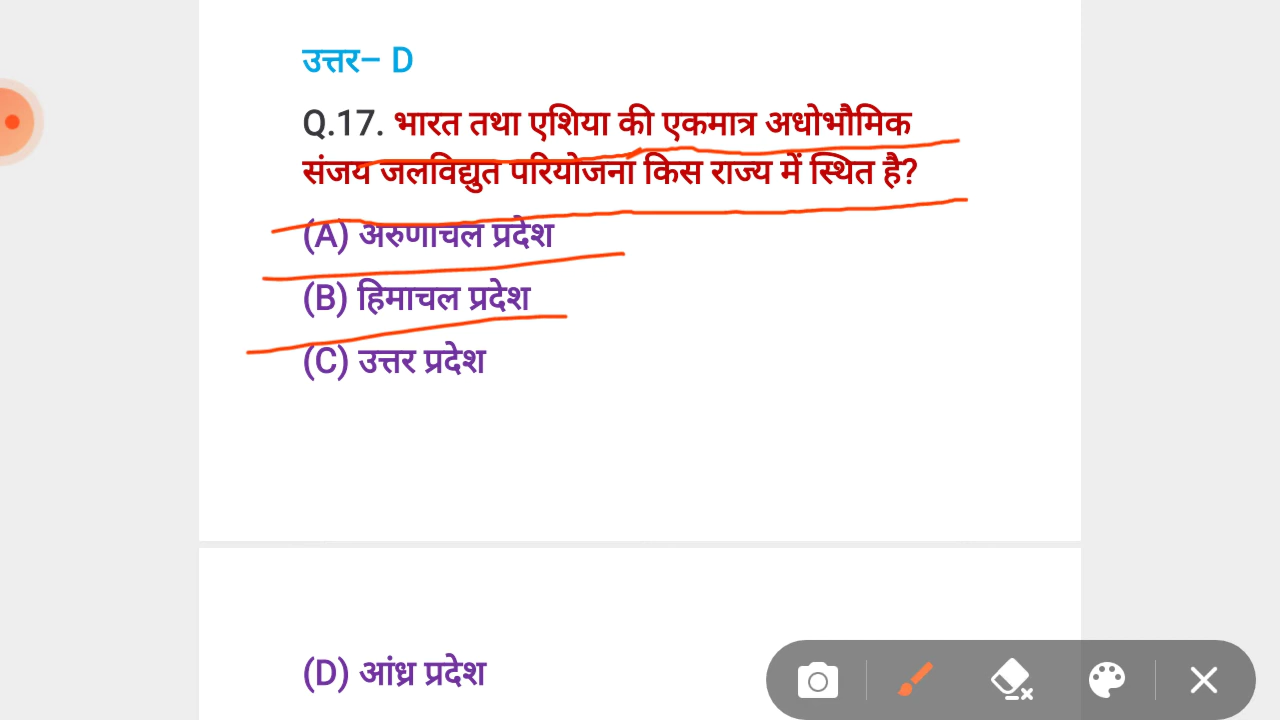 उत्तर– D
Q.17. भारत तथा एशिया की एकमात्र अधोभौमिक
संजय जलविद्युत परियोजना किस राज्य में स्थित है?
(A) अरुणाचल प्रदेश
(B) हिमाचल प्रदेश
(C) उत्तर प्रदेश
(D) आंध्र प्रदेश